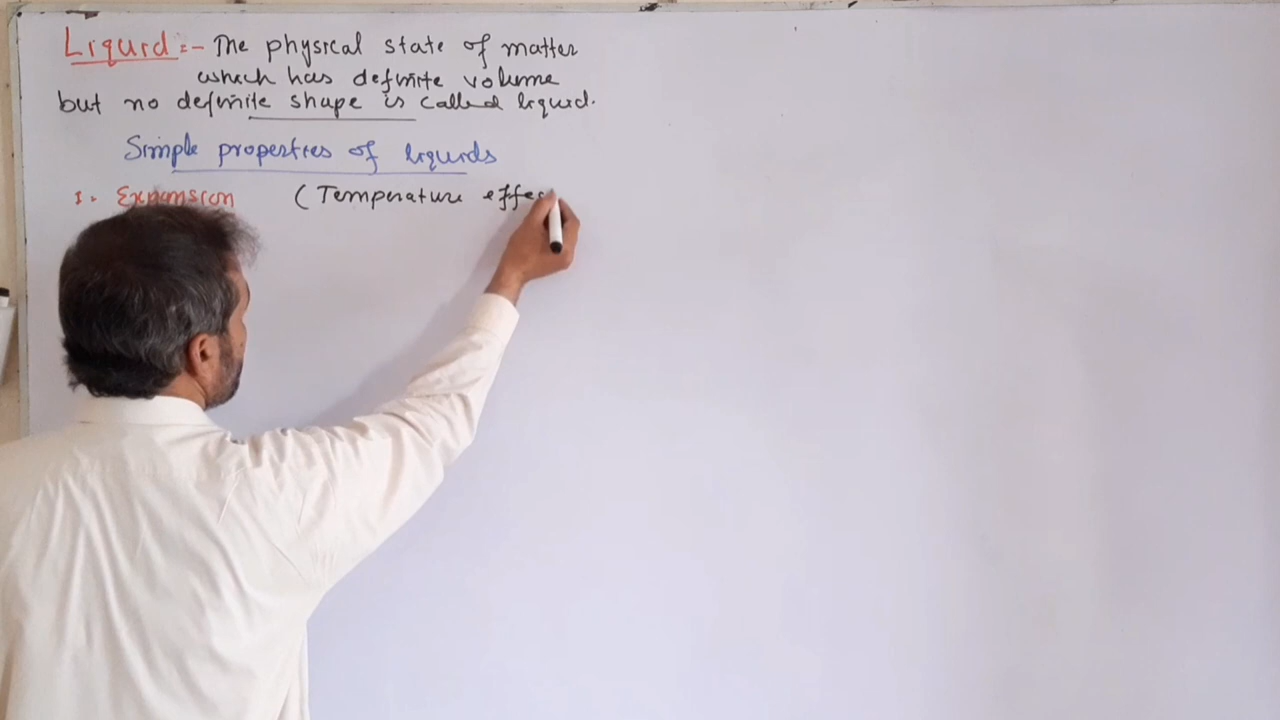 Liquid:- The physical state of matter
which has definite volume
but no definite shape is called liquid.
Simple properties of liquids
1. Expansion (Temperature effec